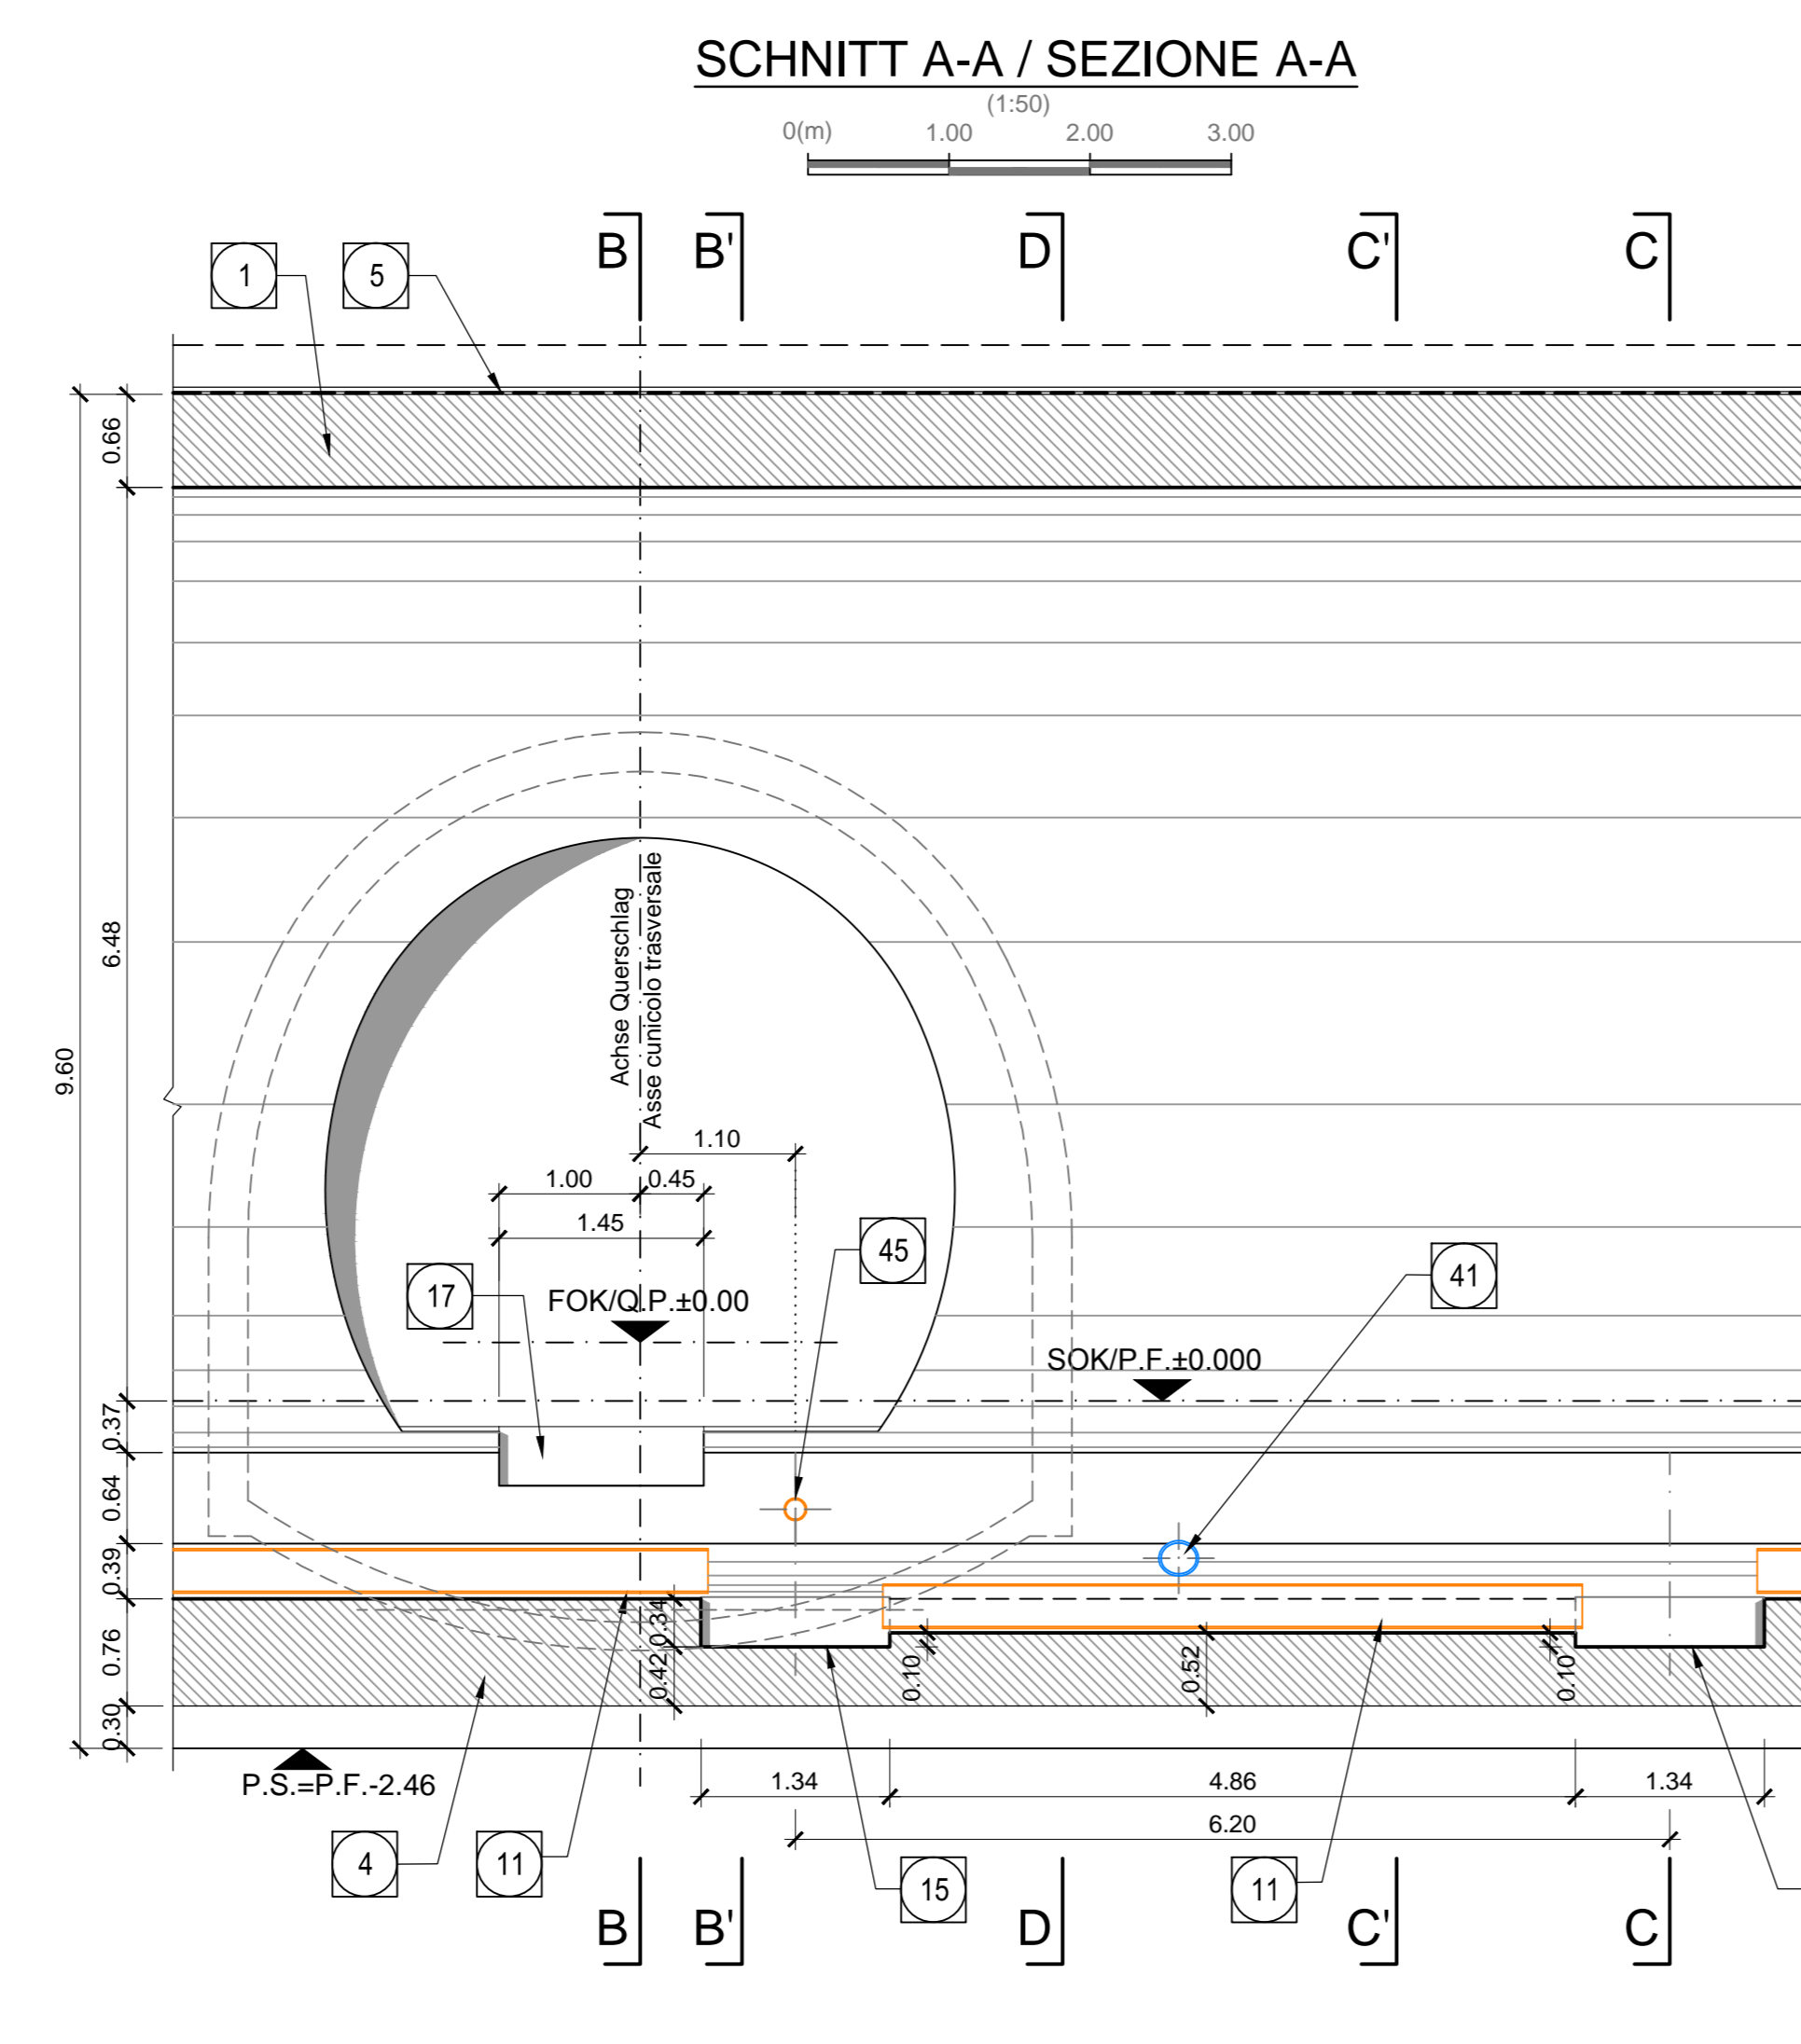 SCHNITT A-A / SEZIONE A-A
(1:50)
0(m) 1.00 2.00 3.00
B B' D C' C
1 5
0.66
6.48
9.60
Achse Querschlag
Asse cunicolo trasversale
1.10
1.00 0.45
1.45
45
17
FOK/Q.P.±0.00
41
SOK/P.F.±0.000
0.37
0.64
0.39
0.76
0.30
0.34
0.42
0.10
0.52
0.10
P.S.=P.F.-2.46
1.34 4.86 1.34
6.20
4 11 15 11
B B' D C' C